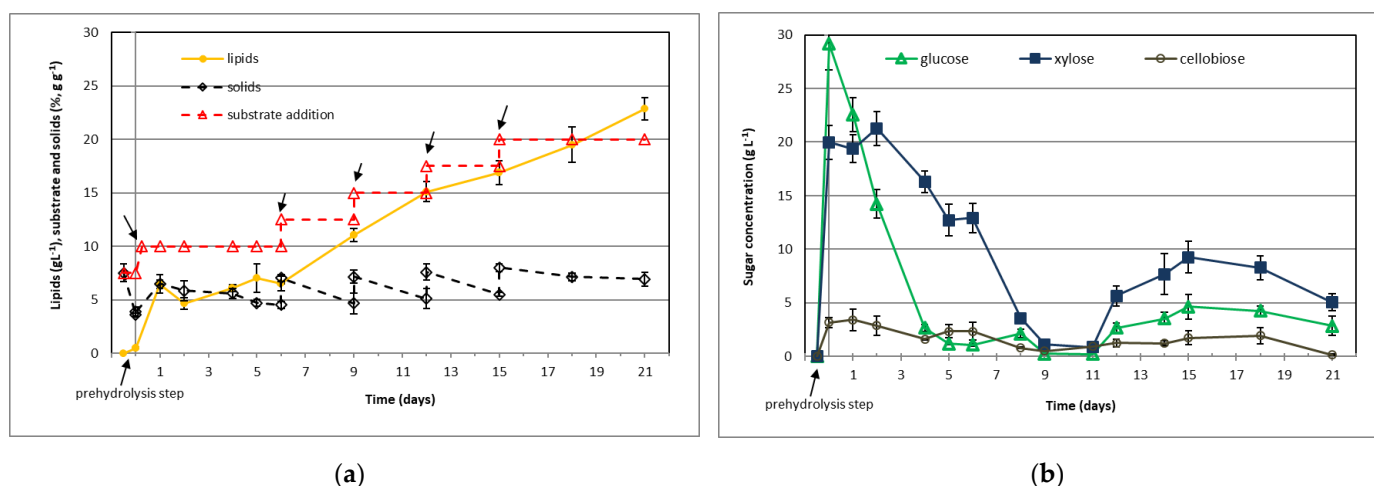 Lipids (gL-1), substrate and solids (%, g g-1)
30
25
20
15
10
5
0
lipids
solids
substrate addition
1 3 5 7 9 11 13 15 17 19 21
prehydrolysis step
Time (days)
(a)
Sugar concentration (g L-1)
30
25
20
15
10
5
0
glucose xylose cellobiose
1 3 5 7 9 11 13 15 17 19 21
prehydrolysis step
Time (days)
(b)